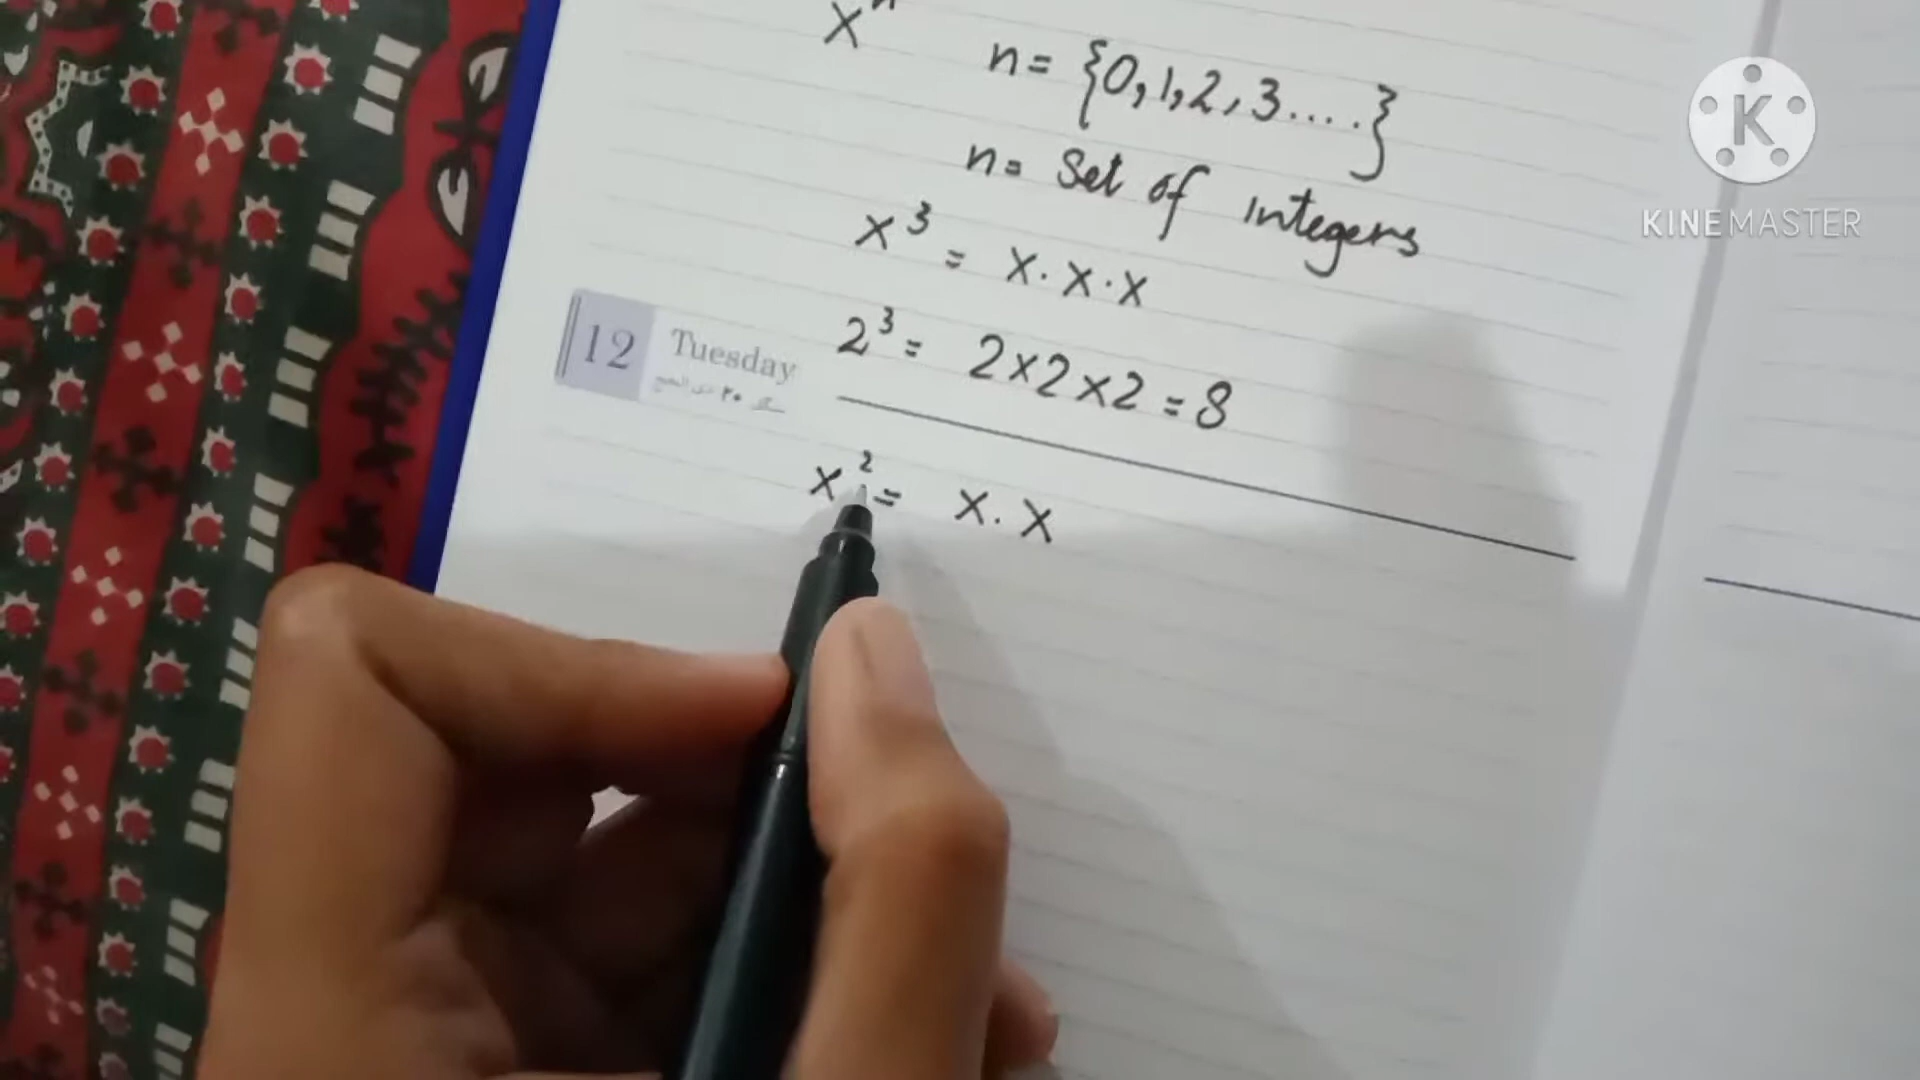 xⁿ
n = {0, 1, 2, 3....}
n = Set of integers
x³ = x . x . x
2³ = 2 × 2 × 2 = 8
12 Tuesday
x² = x . x
K
KINEMASTER